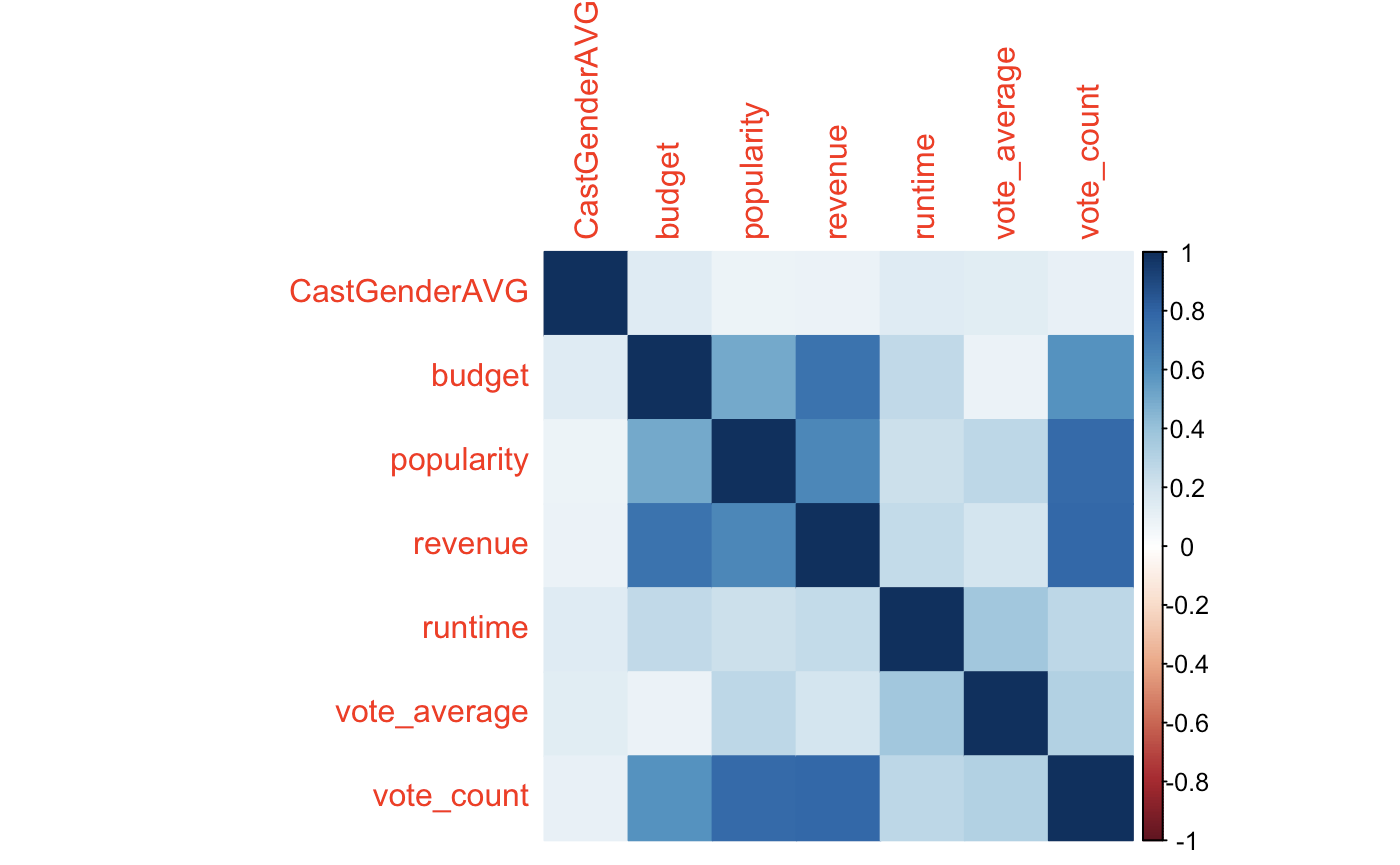 CastGenderAVG
budget
popularity
revenue
runtime
vote_average
vote_count
CastGenderAVG
budget
popularity
revenue
runtime
vote_average
vote_count
1
0.8
0.6
0.4
0.2
0
-0.2
-0.4
-0.6
-0.8
-1